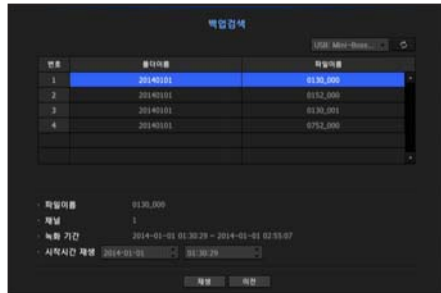 백업검색
USB: Mini-Boss...
번호 폴더이름 파일이름
1 20140101 0130_000
2 20140101 0152_000
3 20140101 0130_001
4 20140101 0752_000
· 파일이름 0130_000
· 채널 1
· 녹화 기간 2014-01-01 01:30:29 ~ 2014-01-01 02:55:07
· 시작시간 재생 2014-01-01 01:30:29
재생 이전